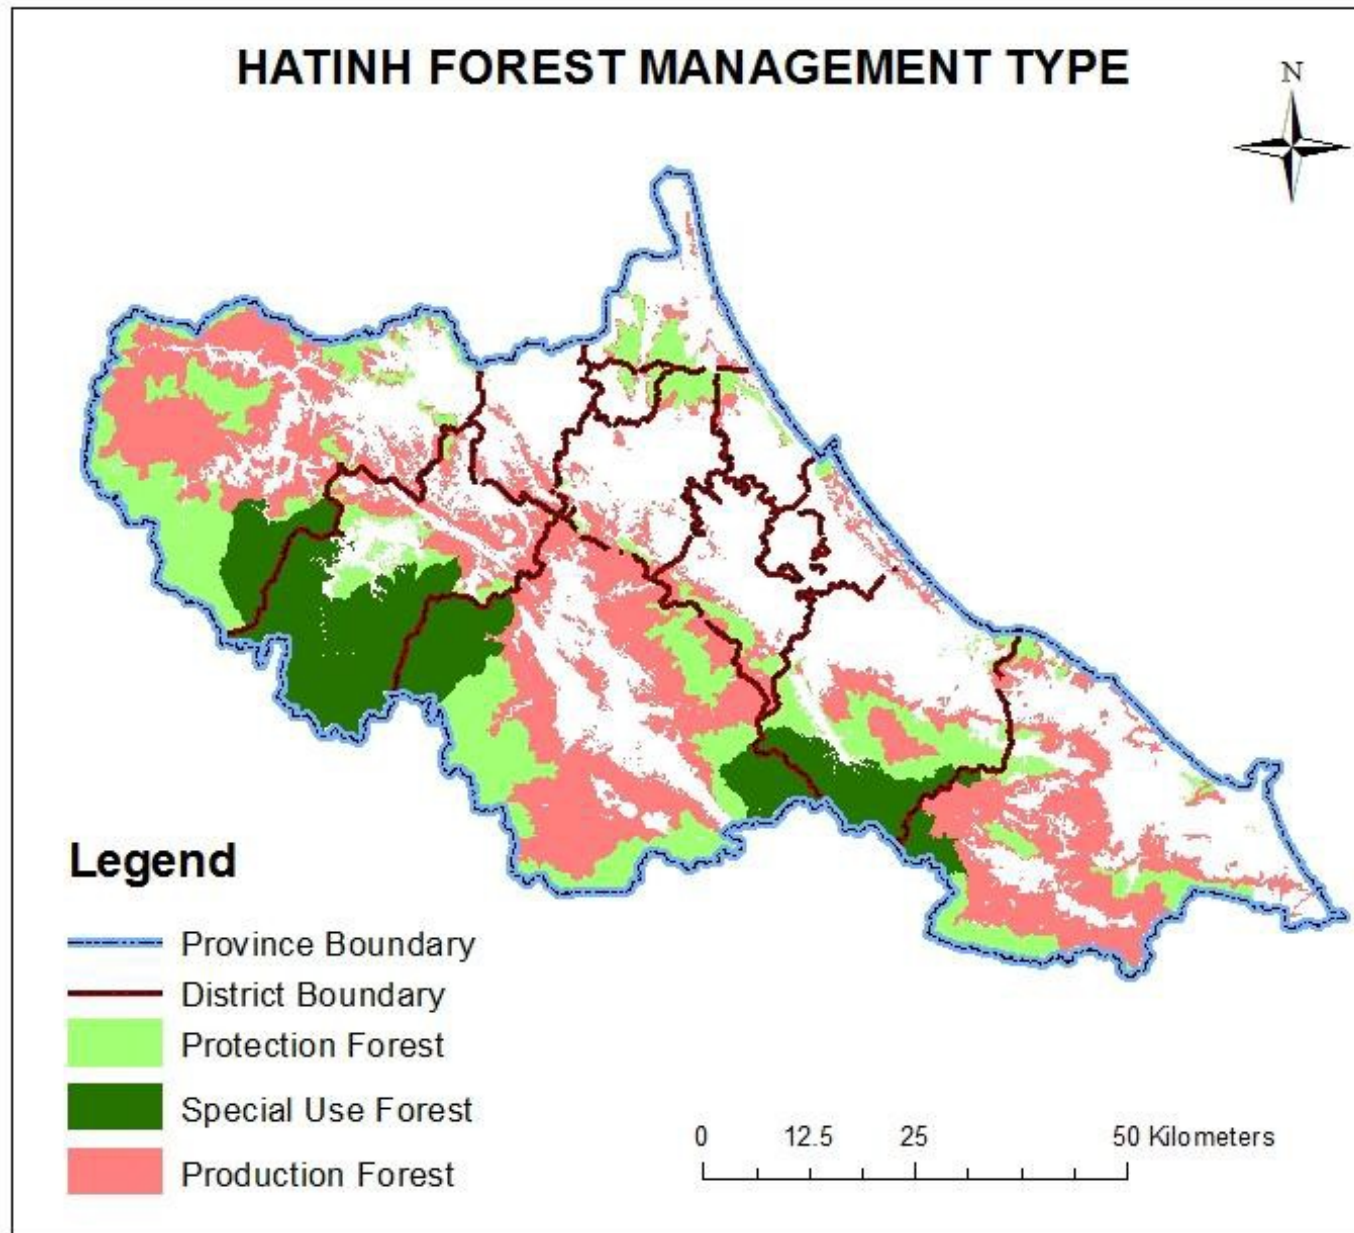 HATINH FOREST MANAGEMENT TYPE
N
Legend
Province Boundary
District Boundary
Protection Forest
Special Use Forest
Production Forest
0 12.5 25 50 Kilometers